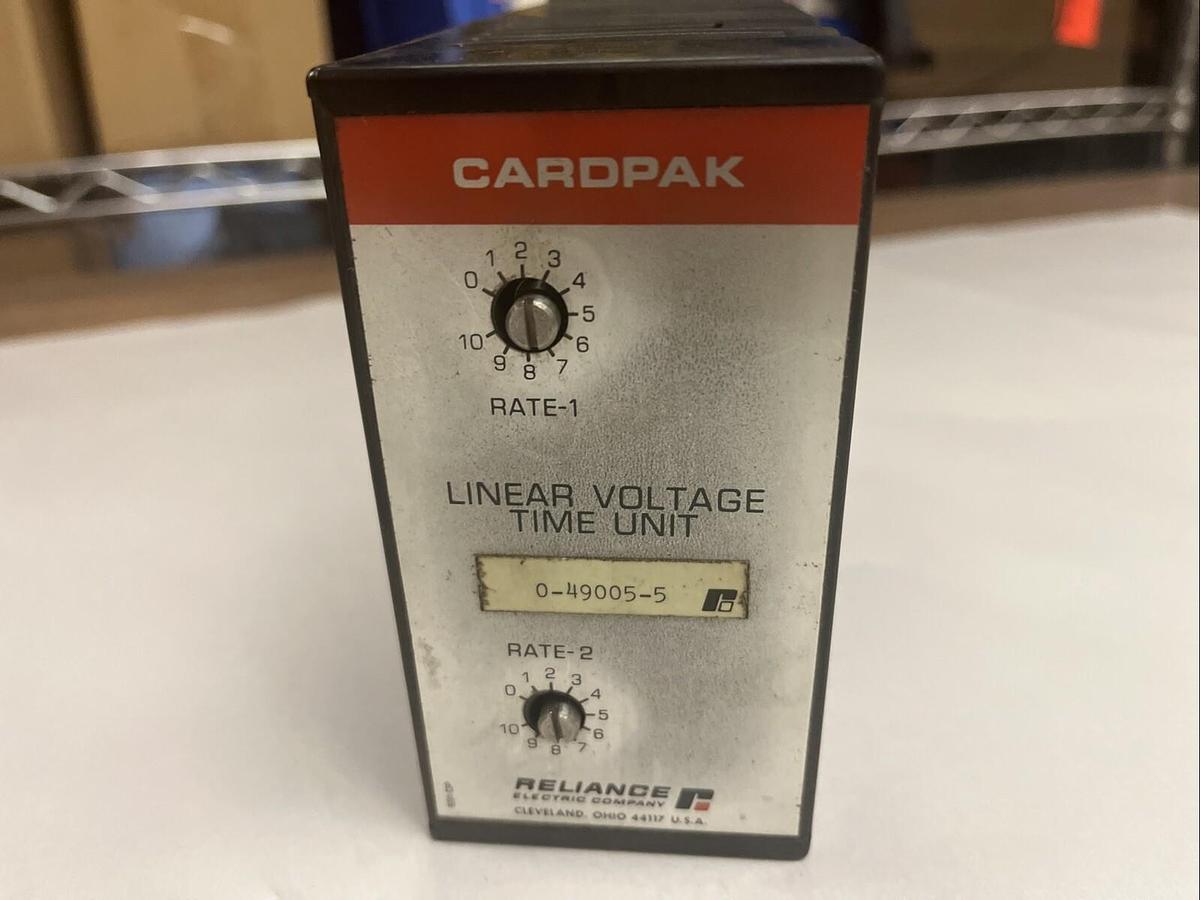 CARDPAK
0 1 2 3 4 5 6 7 8 9 10
RATE-1
LINEAR VOLTAGE
TIME UNIT
0-49005-5
RATE-2
0 1 2 3 4 5 6 7 8 9 10
RELIANCE
ELECTRIC COMPANY
CLEVELAND, OHIO 44117 U.S.A.